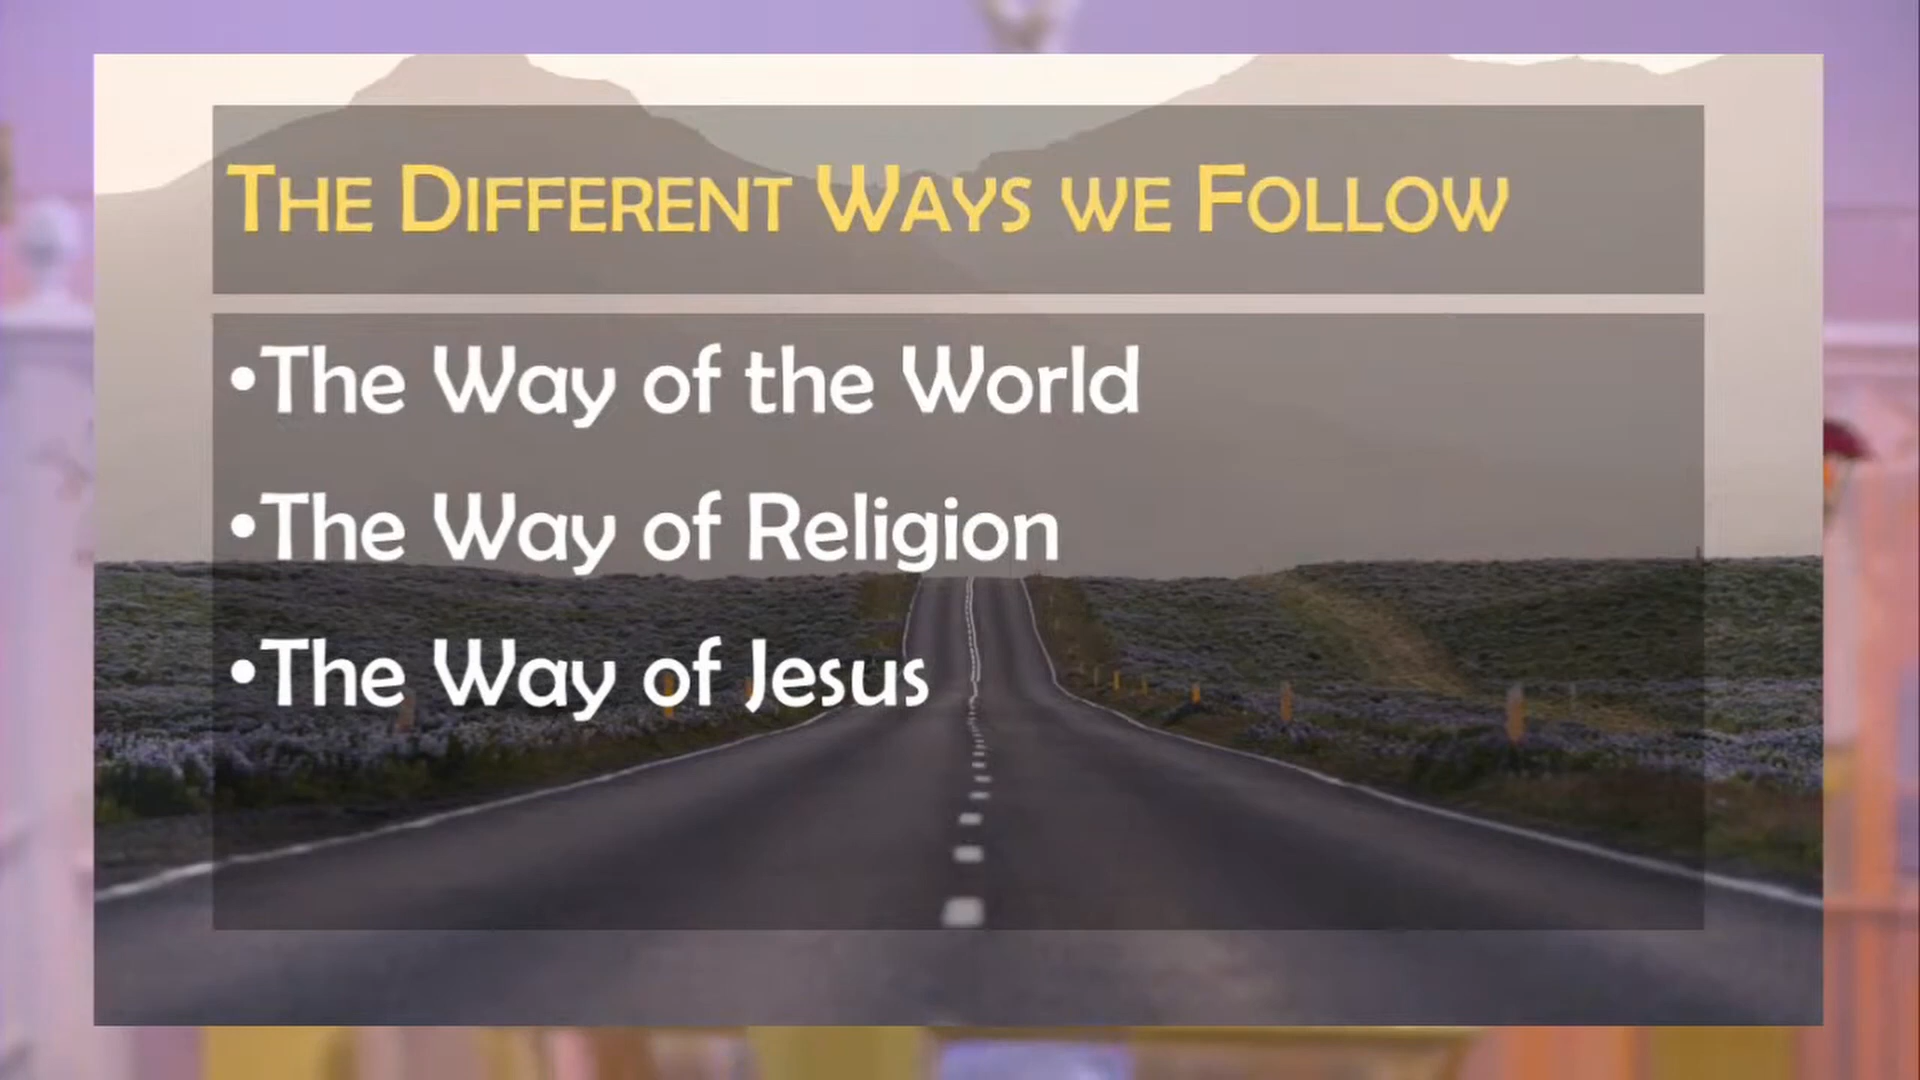 The Different Ways we Follow
•The Way of the World
•The Way of Religion
•The Way of Jesus